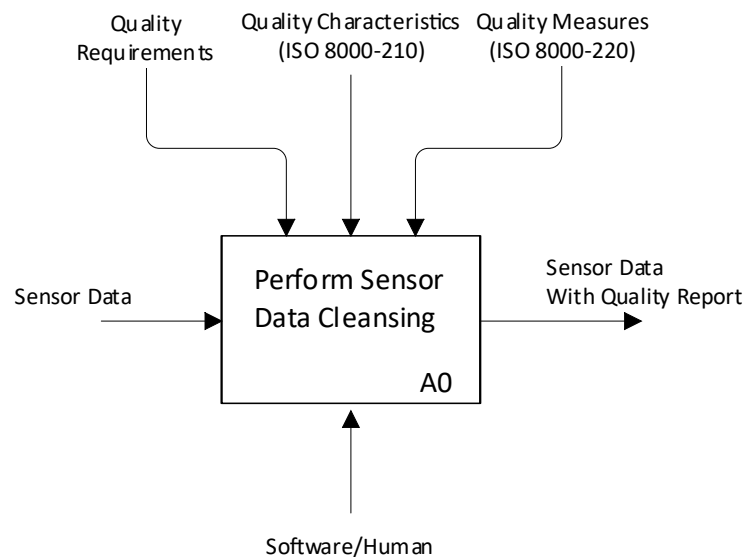 Quality
Requirements
Quality Characteristics
(ISO 8000-210)
Quality Measures
(ISO 8000-220)
Sensor Data
Perform Sensor
Data Cleansing
A0
Sensor Data
With Quality Report
Software/Human